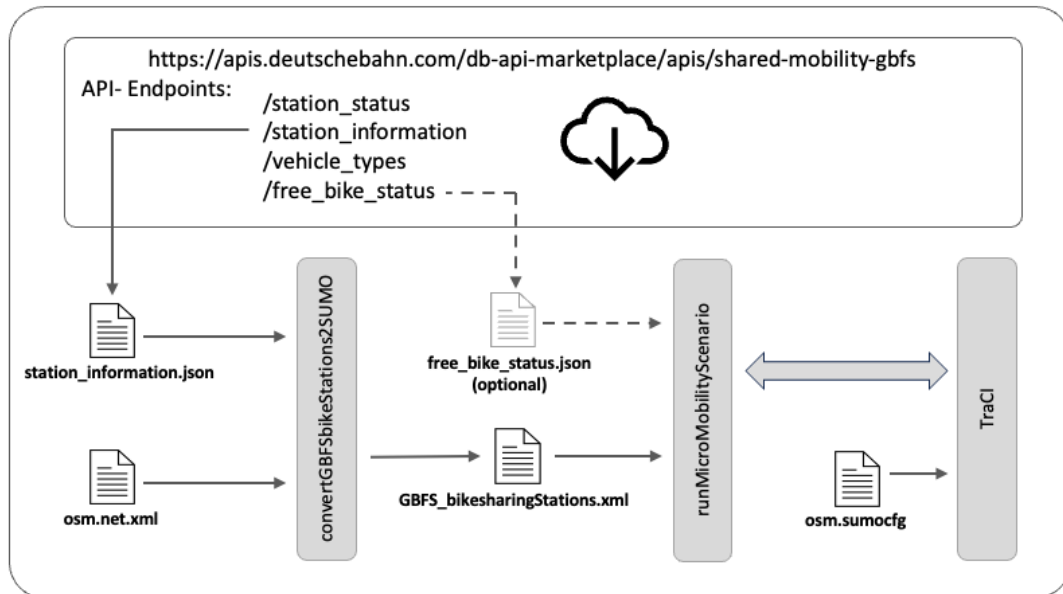 https://apis.deutschebahn.com/db-api-marketplace/apis/shared-mobility-gbfs
API- Endpoints:
/station_status
/station_information
/vehicle_types
/free_bike_status
station_information.json
osm.net.xml
convertGBFSbikeStations2SUMO
free_bike_status.json
(optional)
GBFS_bikesharingStations.xml
runMicroMobilityScenario
osm.sumocfg
TraCI